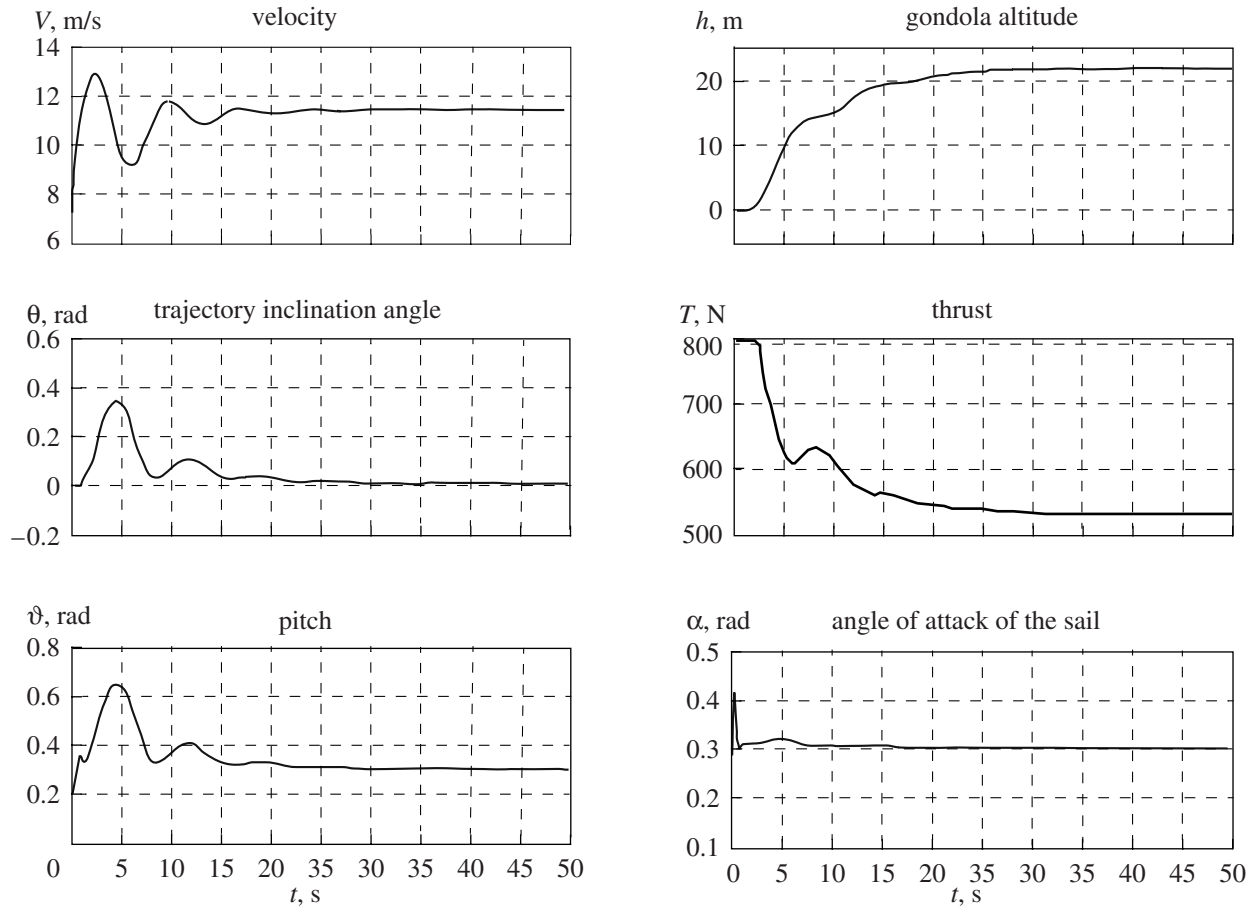 V, m/s
velocity
14
12
10
8
6
h, m
gondola altitude
20
10
0
θ, rad
trajectory inclination angle
0.6
0.4
0.2
0
−0.2
T, N
thrust
800
700
600
500
ϑ, rad
pitch
0.8
0.6
0.4
0.2
0 5 10 15 20 25 30 35 40 45 50
t, s
α, rad
angle of attack of the sail
0.5
0.4
0.3
0.2
0.1
0 5 10 15 20 25 30 35 40 45 50
t, s